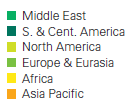 Middle East
S. & Cent. America
North America
Europe & Eurasia
Africa
Asia Pacific